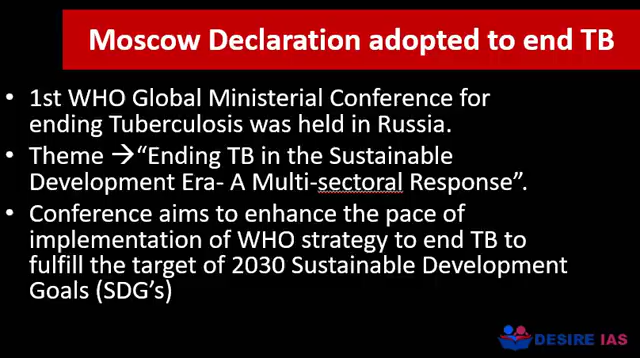 Moscow Declaration adopted to end TB
• 1st WHO Global Ministerial Conference for
ending Tuberculosis was held in Russia.
• Theme →“Ending TB in the Sustainable
Development Era- A Multi-sectoral Response”.
• Conference aims to enhance the pace of
implementation of WHO strategy to end TB to
fulfill the target of 2030 Sustainable Development
Goals (SDG’s)
DESIRE IAS